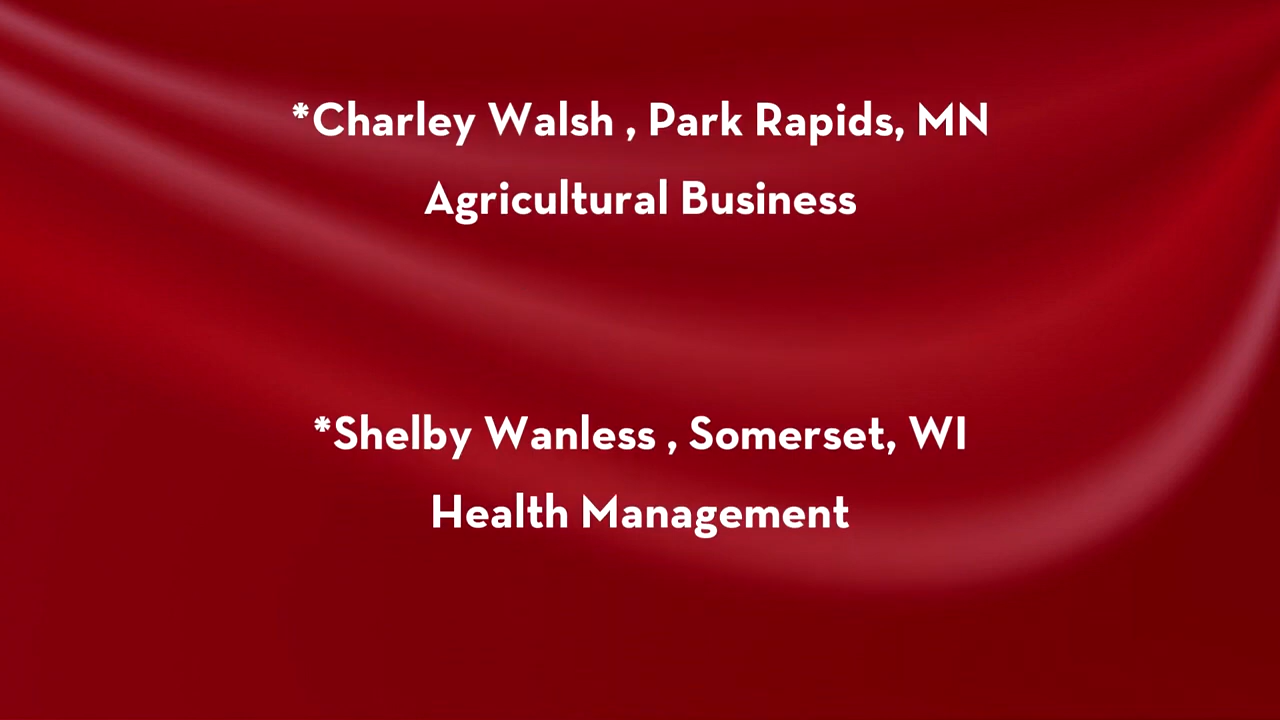 *Charley Walsh , Park Rapids, MN
Agricultural Business
*Shelby Wanless , Somerset, WI
Health Management